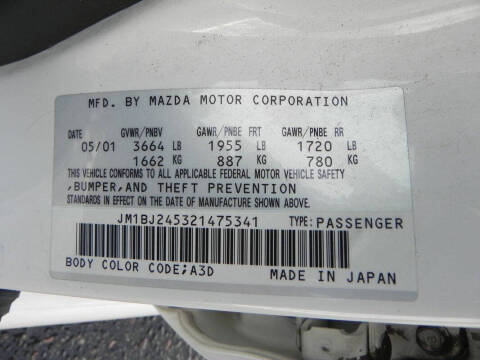 MFD. BY MAZDA MOTOR CORPORATION
DATE GVWR/PNBV GAWR/PNBE FRT GAWR/PNBE RR
05/01 3664 LB 1955 LB 1720 LB
1662 KG 887 KG 780 KG
THIS VEHICLE CONFORMS TO ALL APPLICABLE FEDERAL MOTOR VEHICLE SAFETY
,BUMPER,AND THEFT PREVENTION
STANDARDS IN EFFECT ON THE DATE OF MANUFACTURE SHOWN ABOVE.
JM1BJ245321475341 TYPE:PASSENGER
BODY COLOR CODE;A3D MADE IN JAPAN